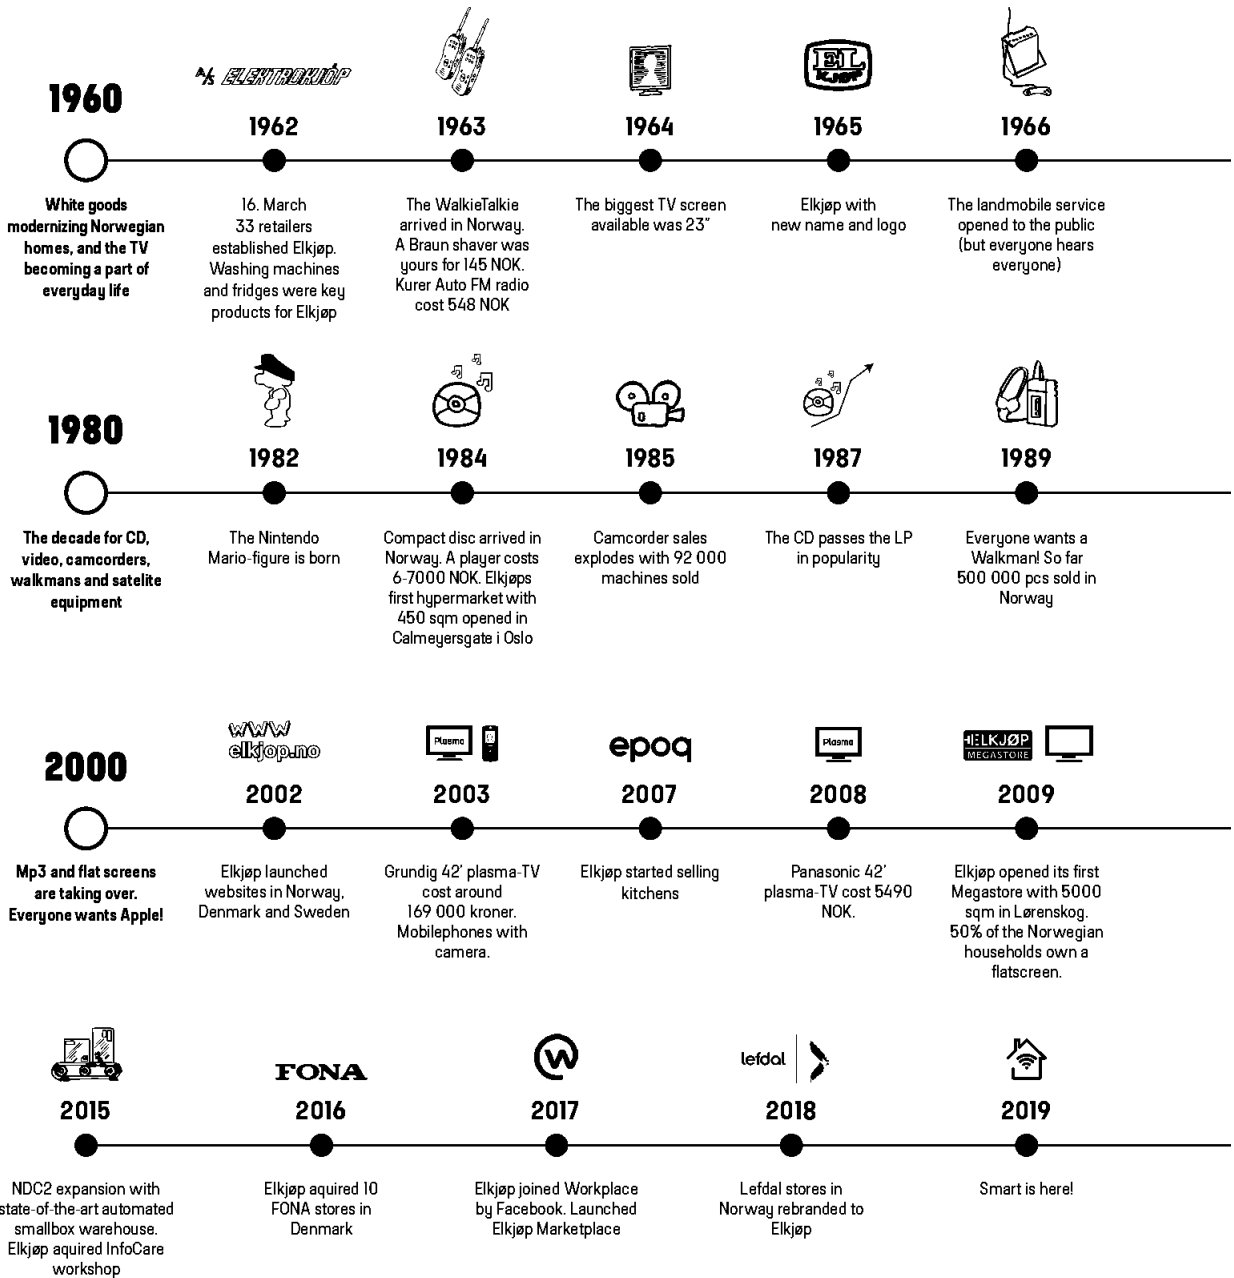 A/S ELEKTROKJØP
EL
KJØP
1960
1962
1963
1964
1965
1966
White goods
modernizing Norwegian
homes, and the TV
becoming a part of
everyday life
16. March
33 retailers
established Elkjøp.
Washing machines
and fridges were key
products for Elkjøp
The WalkieTalkie
arrived in Norway.
A Braun shaver was
yours for 145 NOK.
Kurer Auto FM radio
cost 548 NOK
The biggest TV screen
available was 23"
Elkjøp with
new name and logo
The landmobile service
opened to the public
(but everyone hears
everyone)
1980
1982
1984
1985
1987
1989
The decade for CD,
video, camcorders,
walkmans and satelite
equipment
The Nintendo
Mario-figure is born
Compact disc arrived in
Norway. A player costs
6-7000 NOK. Elkjøps
first hypermarket with
450 sqm opened in
Calmeyersgate i Oslo
Camcorder sales
explodes with 92 000
machines sold
The CD passes the LP
in popularity
Everyone wants a
Walkman! So far
500 000 pcs sold in
Norway
www
elkjop.no
Plasma
epoq
Plasma
ELKJØP
MEGASTORE
2000
2002
2003
2007
2008
2009
Mp3 and flat screens
are taking over.
Everyone wants Apple!
Elkjøp launched
websites in Norway,
Denmark and Sweden
Grundig 42' plasma-TV
cost around
169 000 kroner.
Mobilephones with
camera.
Elkjøp started selling
kitchens
Panasonic 42'
plasma-TV cost 5490
NOK.
Elkjøp opened its first
Megastore with 5000
sqm in Lørenskog.
50% of the Norwegian
households own a
flatscreen.
FONA
W
lefdal
2015
2016
2017
2018
2019
NDC2 expansion with
state-of-the-art automated
smallbox warehouse.
Elkjøp aquired InfoCare
workshop
Elkjøp aquired 10
FONA stores in
Denmark
Elkjøp joined Workplace
by Facebook. Launched
Elkjøp Marketplace
Lefdal stores in
Norway rebranded to
Elkjøp
Smart is here!